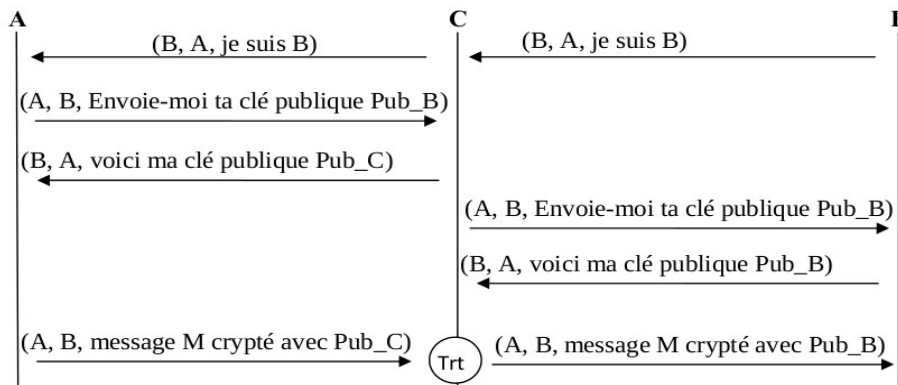 A C
(B, A, je suis B) (B, A, je suis B)
(A, B, Envoie-moi ta clé publique Pub_B)
(B, A, voici ma clé publique Pub_C)
(A, B, Envoie-moi ta clé publique Pub_B)
(B, A, voici ma clé publique Pub_B)
(A, B, message M crypté avec Pub_C) Trt (A, B, message M crypté avec Pub_B)